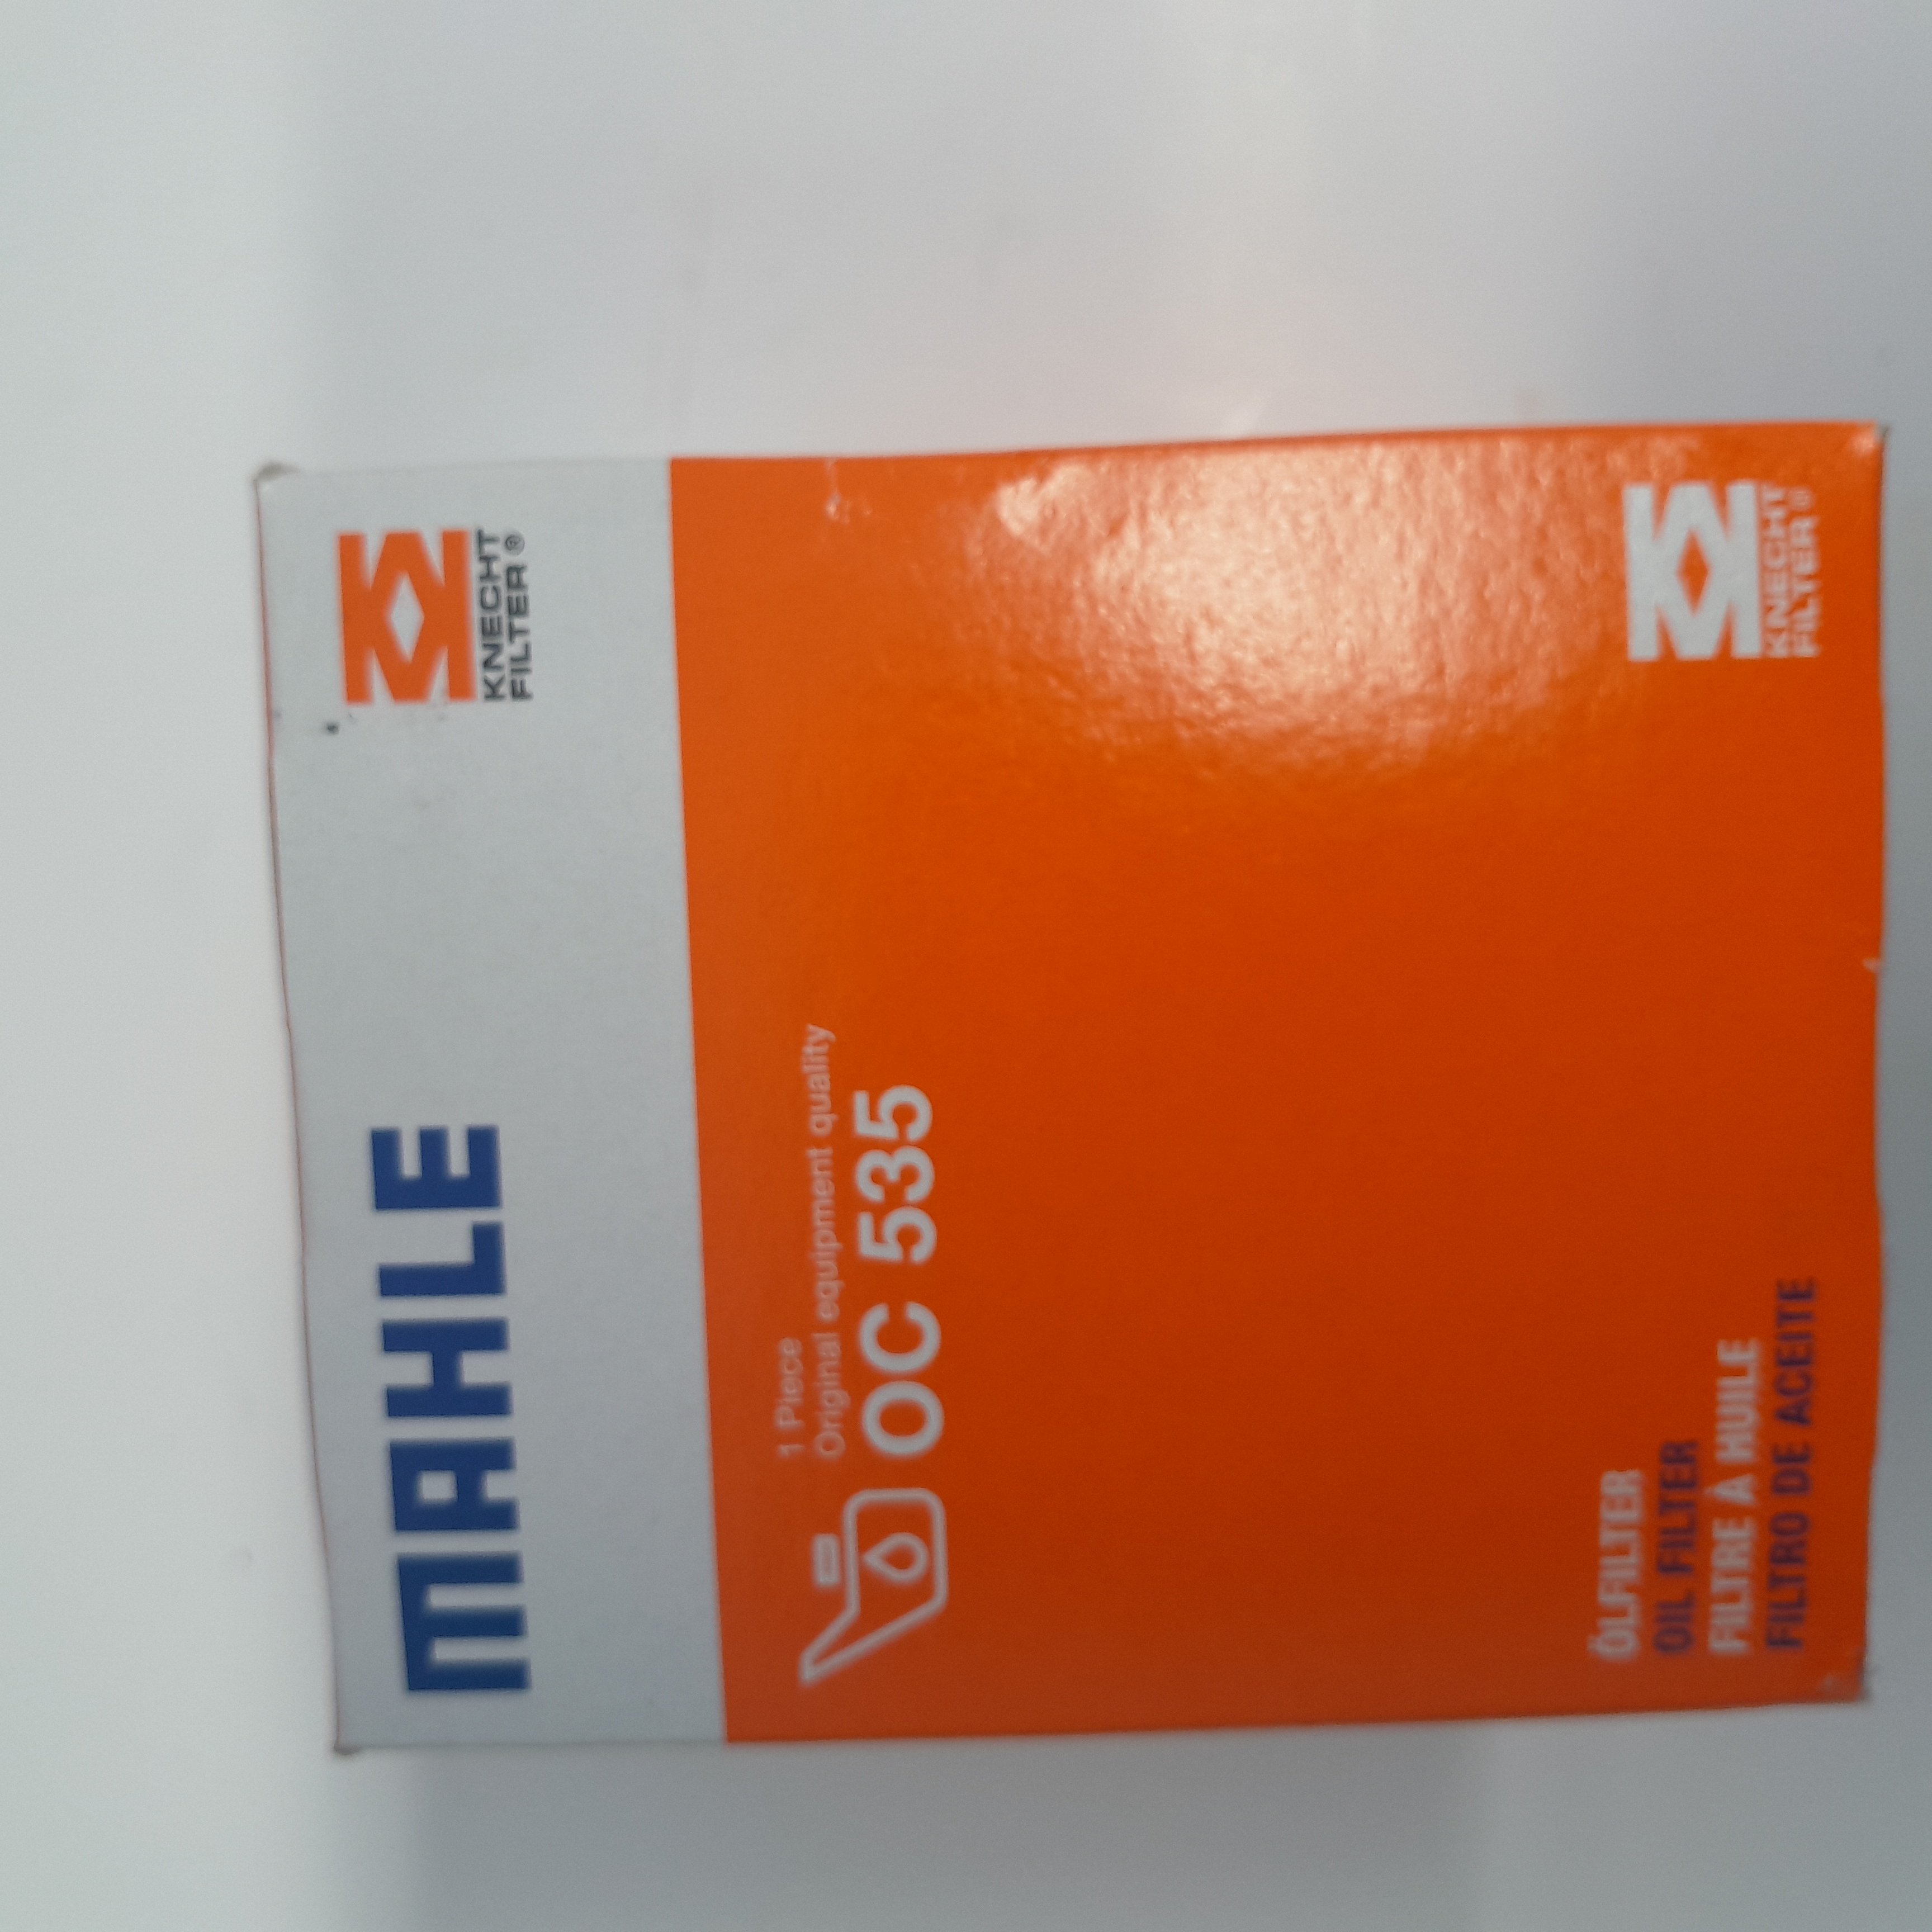 MAHLE
KNECHT
FILTER®
1 Piece
Original equipment quality
OC 535
ÖLFILTER
OIL FILTER
FILTRE À HUILE
FILTRO DE ACEITE
KNECHT
FILTER®